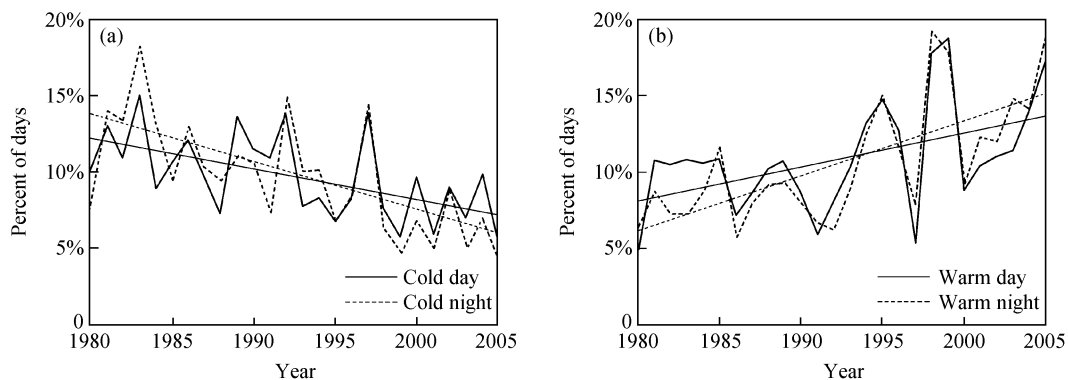 20%
(a)
15%
10%
5%
0
Percent of days
Cold day
Cold night
1980 1985 1990 1995 2000 2005
Year
20%
(b)
15%
10%
5%
0
Percent of days
Warm day
Warm night
1980 1985 1990 1995 2000 2005
Year